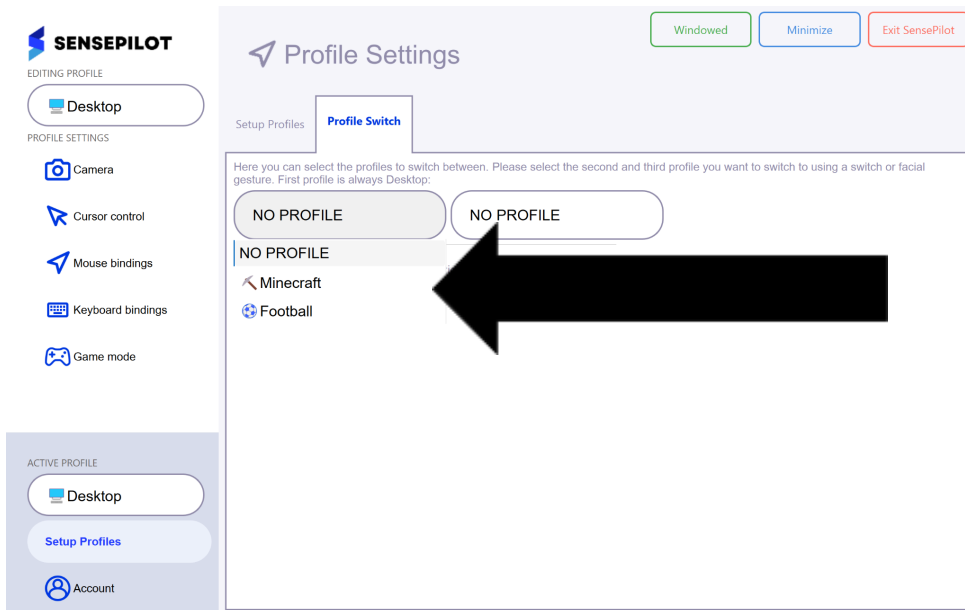 SENSEPILOT
EDITING PROFILE
Desktop
PROFILE SETTINGS
Camera
Cursor control
Mouse bindings
Keyboard bindings
Game mode
ACTIVE PROFILE
Desktop
Setup Profiles
Account
Profile Settings
Windowed
Minimize
Exit SensePilot
Setup Profiles
Profile Switch
Here you can select the profiles to switch between. Please select the second and third profile you want to switch to using a switch or facial
gesture. First profile is always Desktop:
NO PROFILE
NO PROFILE
NO PROFILE
Minecraft
Football